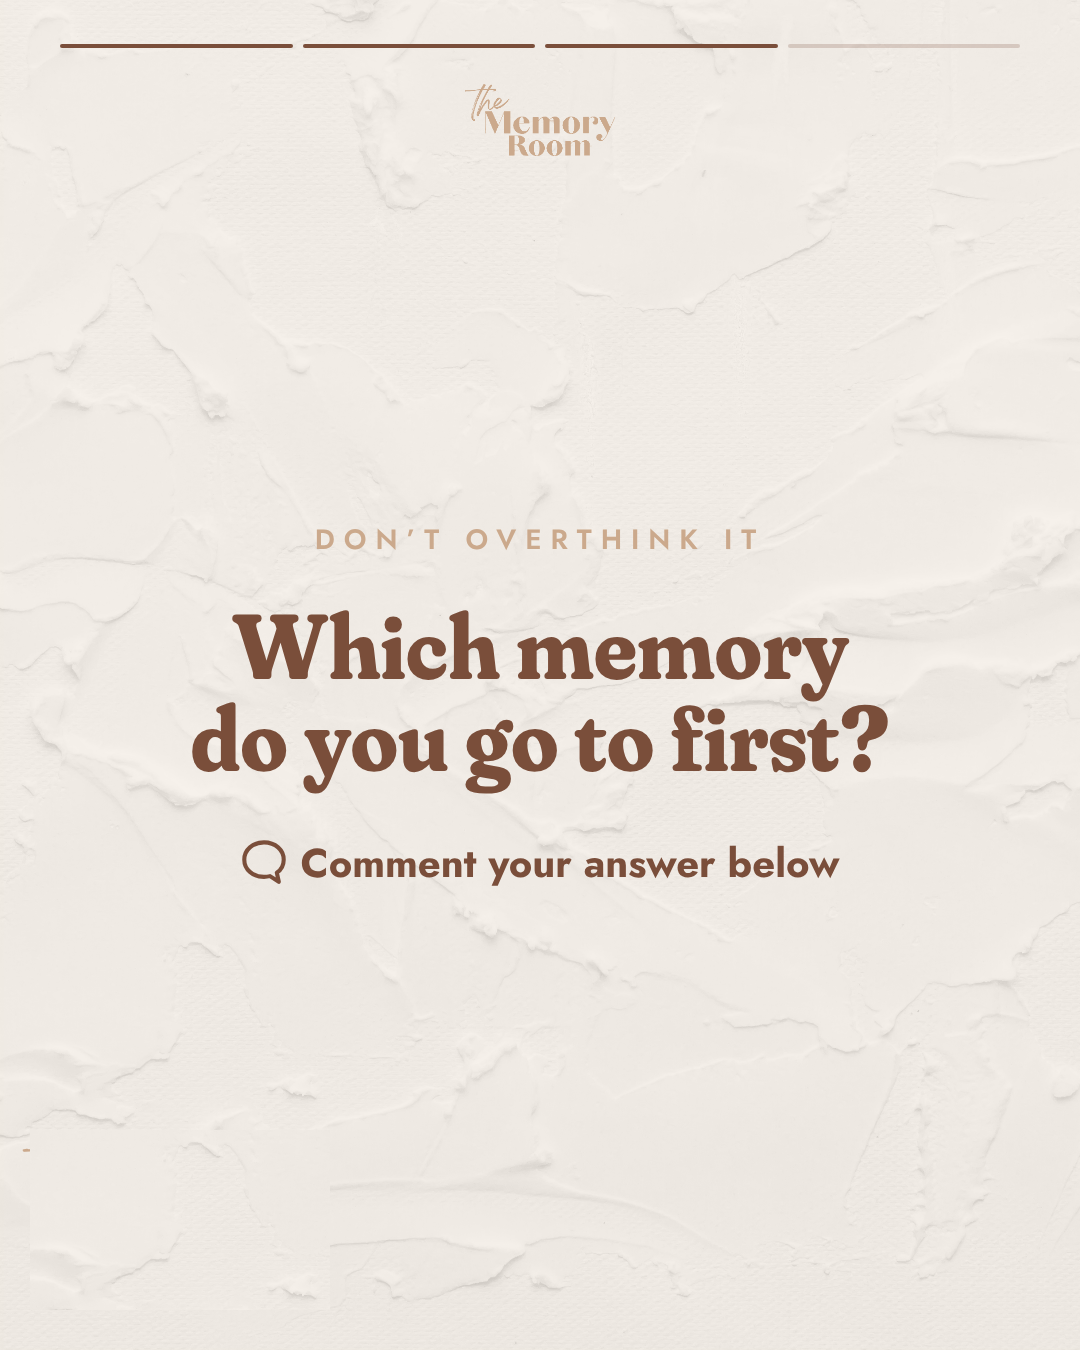 the
Memory
Room
DON’T OVERTHINK IT
Which memory
do you go to first?
Comment your answer below